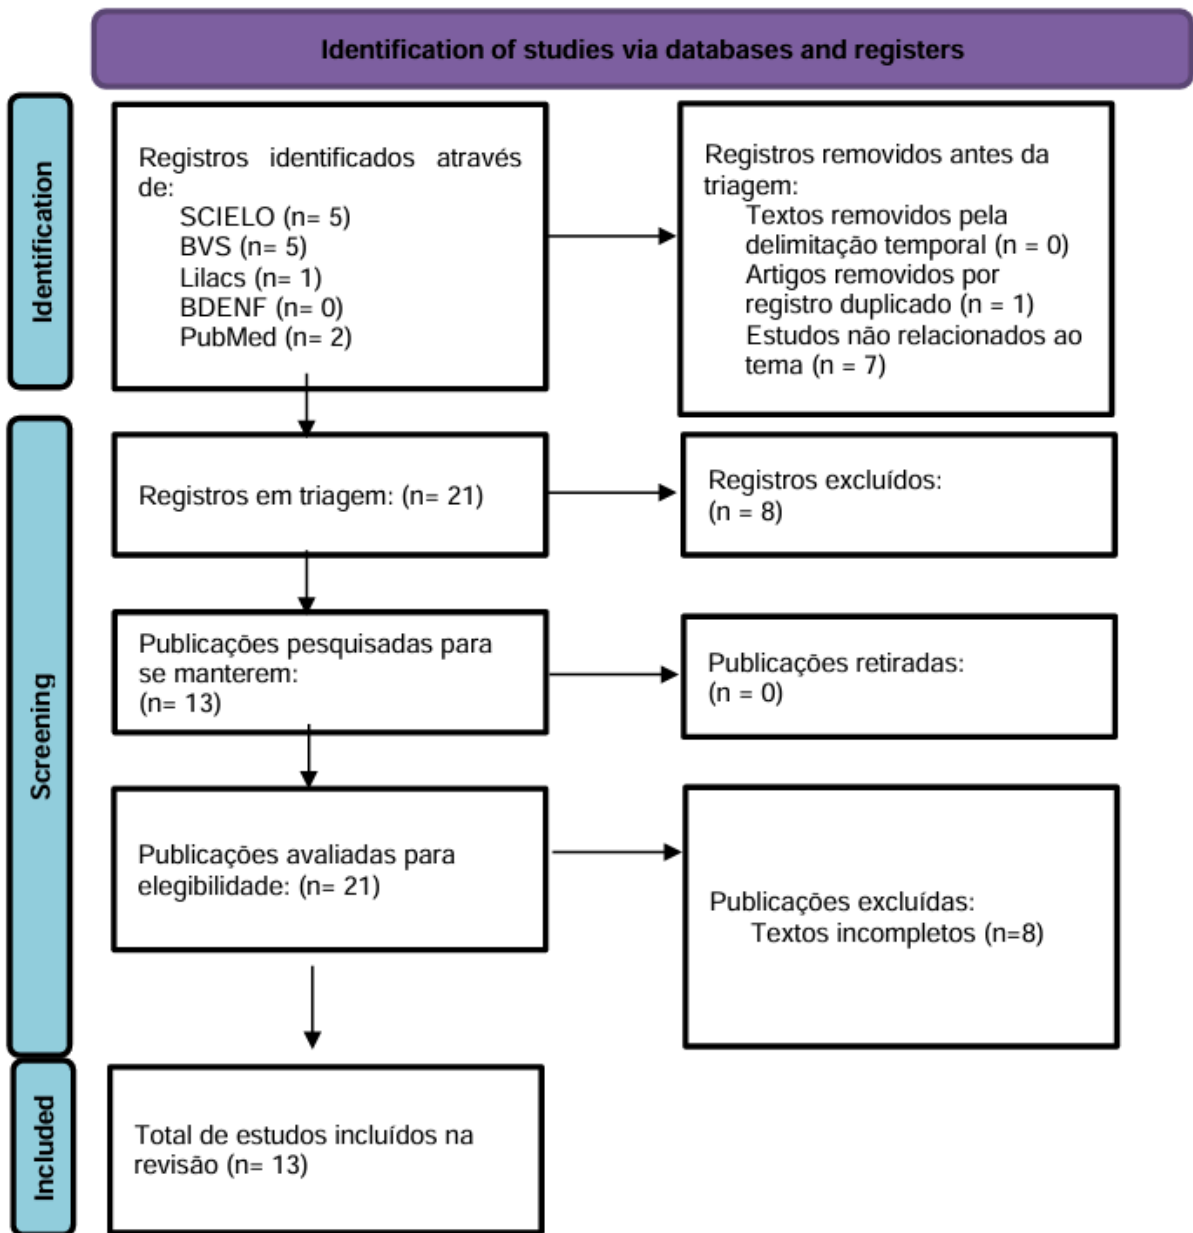 Identification of studies via databases and registers
Identification
Registros identificados através
de:
SCIELO (n= 5)
BVS (n= 5)
Lilacs (n= 1)
BDENF (n= 0)
PubMed (n= 2)
Registros removidos antes da
triagem:
Textos removidos pela
delimitação temporal (n = 0)
Artigos removidos por
registro duplicado (n = 1)
Estudos não relacionados ao
tema (n = 7)
Screening
Registros em triagem: (n= 21)
Registros excluídos:
(n = 8)
Publicações pesquisadas para
se manterem:
(n= 13)
Publicações retiradas:
(n = 0)
Publicações avaliadas para
elegibilidade: (n= 21)
Publicações excluídas:
Textos incompletos (n=8)
Included
Total de estudos incluídos na
revisão (n= 13)